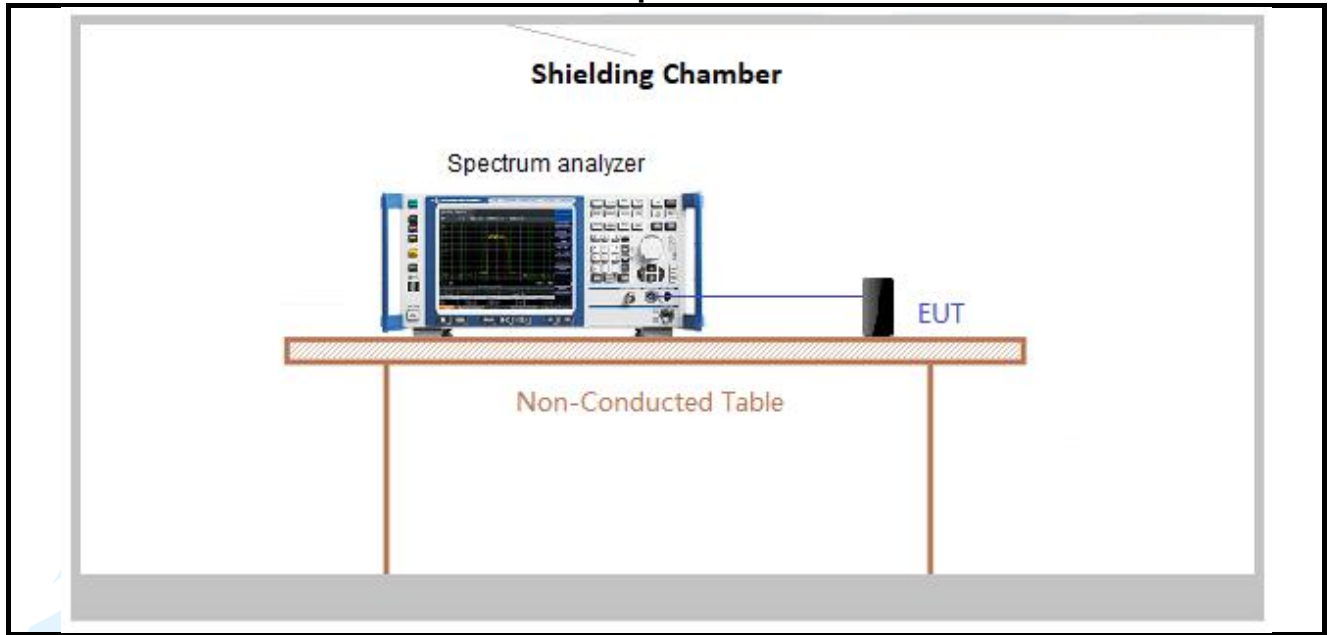 Shielding Chamber
Spectrum analyzer
EUT
Non-Conducted Table